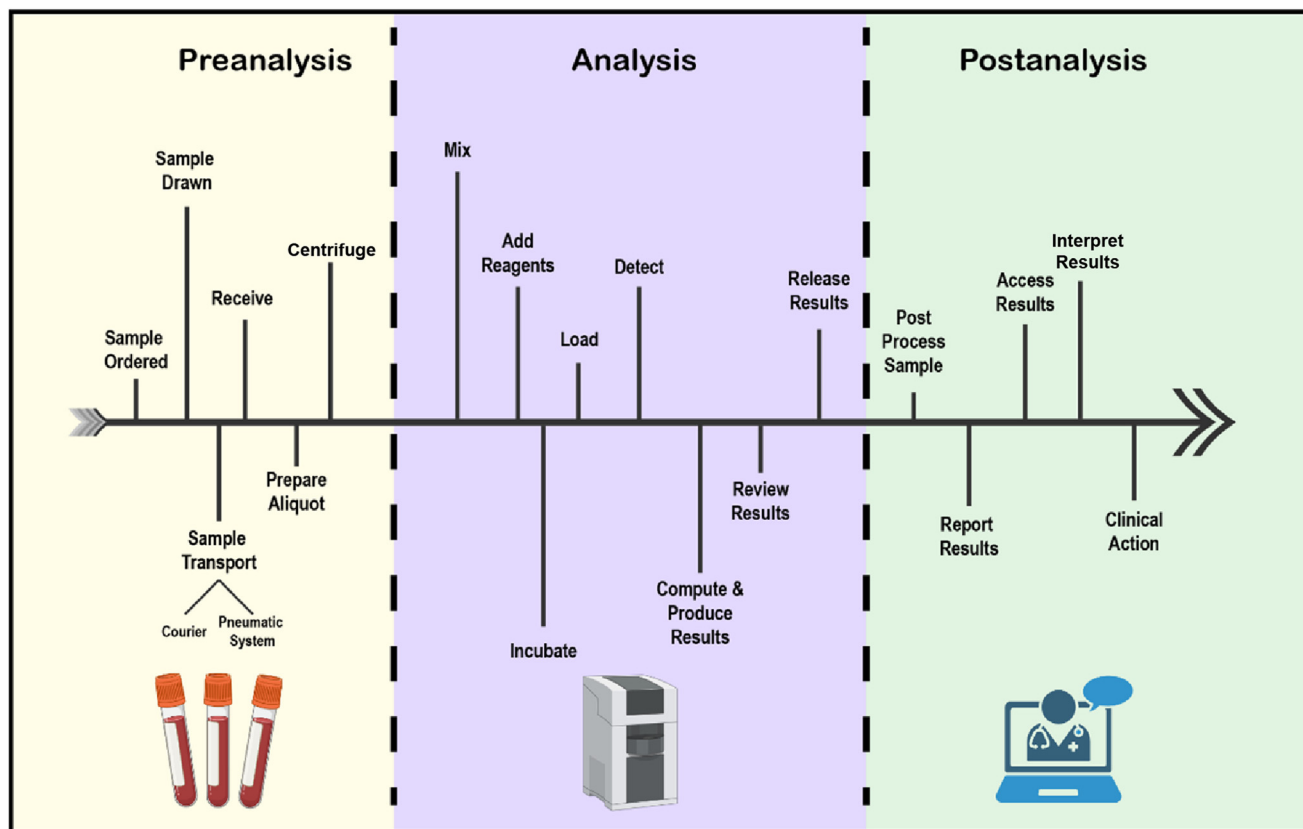 Preanalysis
Analysis
Postanalysis
Sample
Drawn
Centrifuge
Receive
Sample
Ordered
Prepare
Aliquot
Sample
Transport
Courier
Pneumatic
System
Mix
Add
Reagents
Detect
Load
Release
Results
Review
Results
Compute &
Produce
Results
Incubate
Interpret
Results
Access
Results
Post
Process
Sample
Report
Results
Clinical
Action